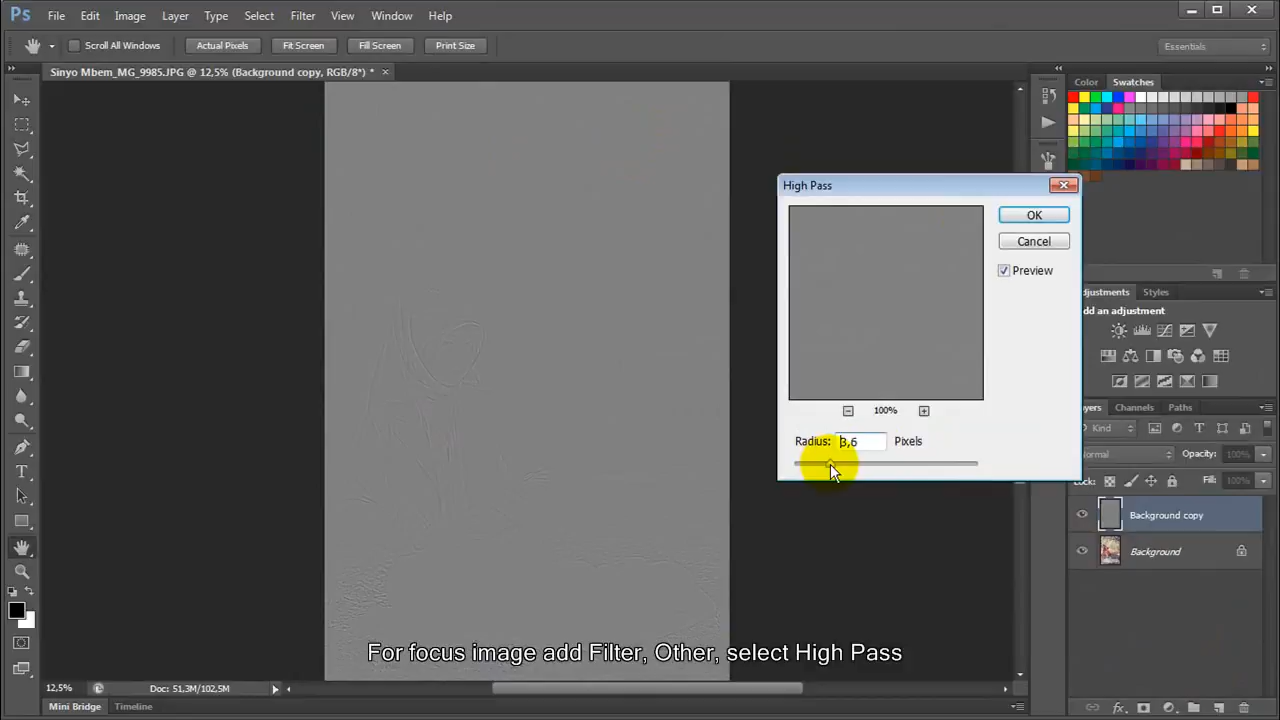 Ps File Edit Image Layer Type Select Filter View Window Help
Scroll All Windows Actual Pixels Fit Screen Fill Screen Print Size Essentials
Sinyo Mbem_MG_9985.JPG @ 12,5% (Background copy, RGB/8*) *
Color Swatches
High Pass
OK
Cancel
Preview
100%
Radius: 3,6 Pixels
djustments Styles
dd an adjustment
yers Channels Paths
Kind
Normal Opacity: 100%
Lock: Fill: 100%
Background copy
Background
For focus image add Filter, Other, select High Pass
12,5% Doc: 51,3M/102,5M
Mini Bridge Timeline